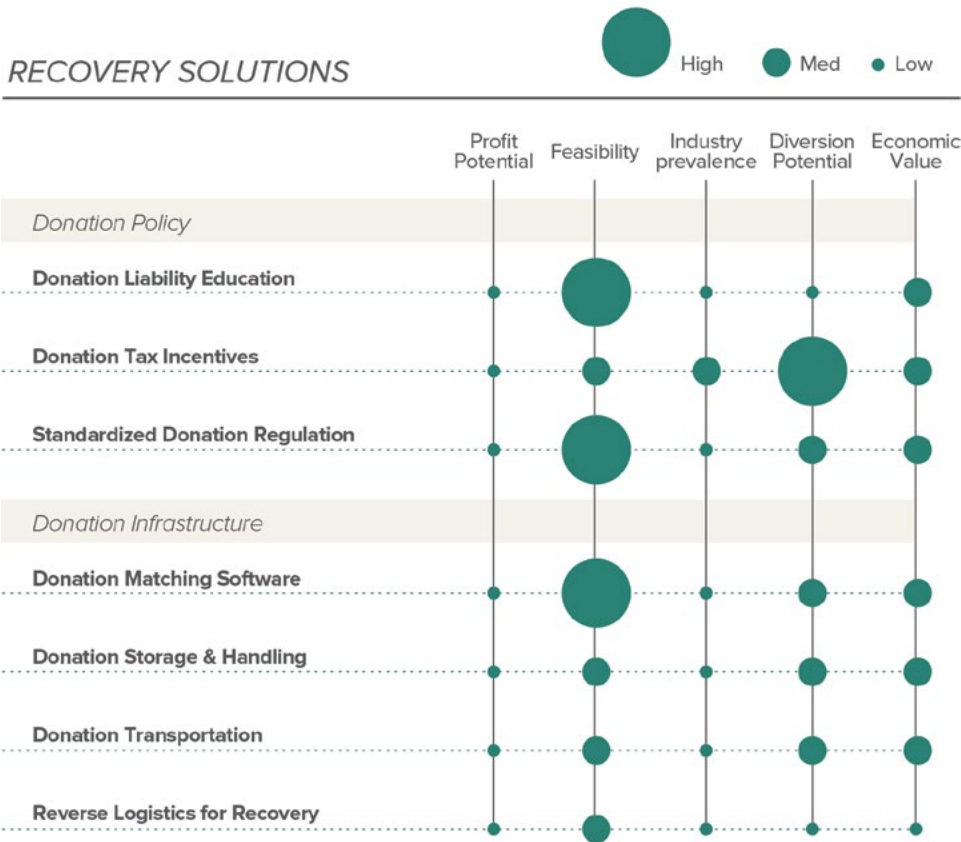 RECOVERY SOLUTIONS
High Med Low
Profit
Potential
Feasibility
Industry
prevalence
Diversion
Potential
Economic
Value
Donation Policy
Donation Liability Education
Donation Tax Incentives
Standardized Donation Regulation
Donation Infrastructure
Donation Matching Software
Donation Storage & Handling
Donation Transportation
Reverse Logistics for Recovery